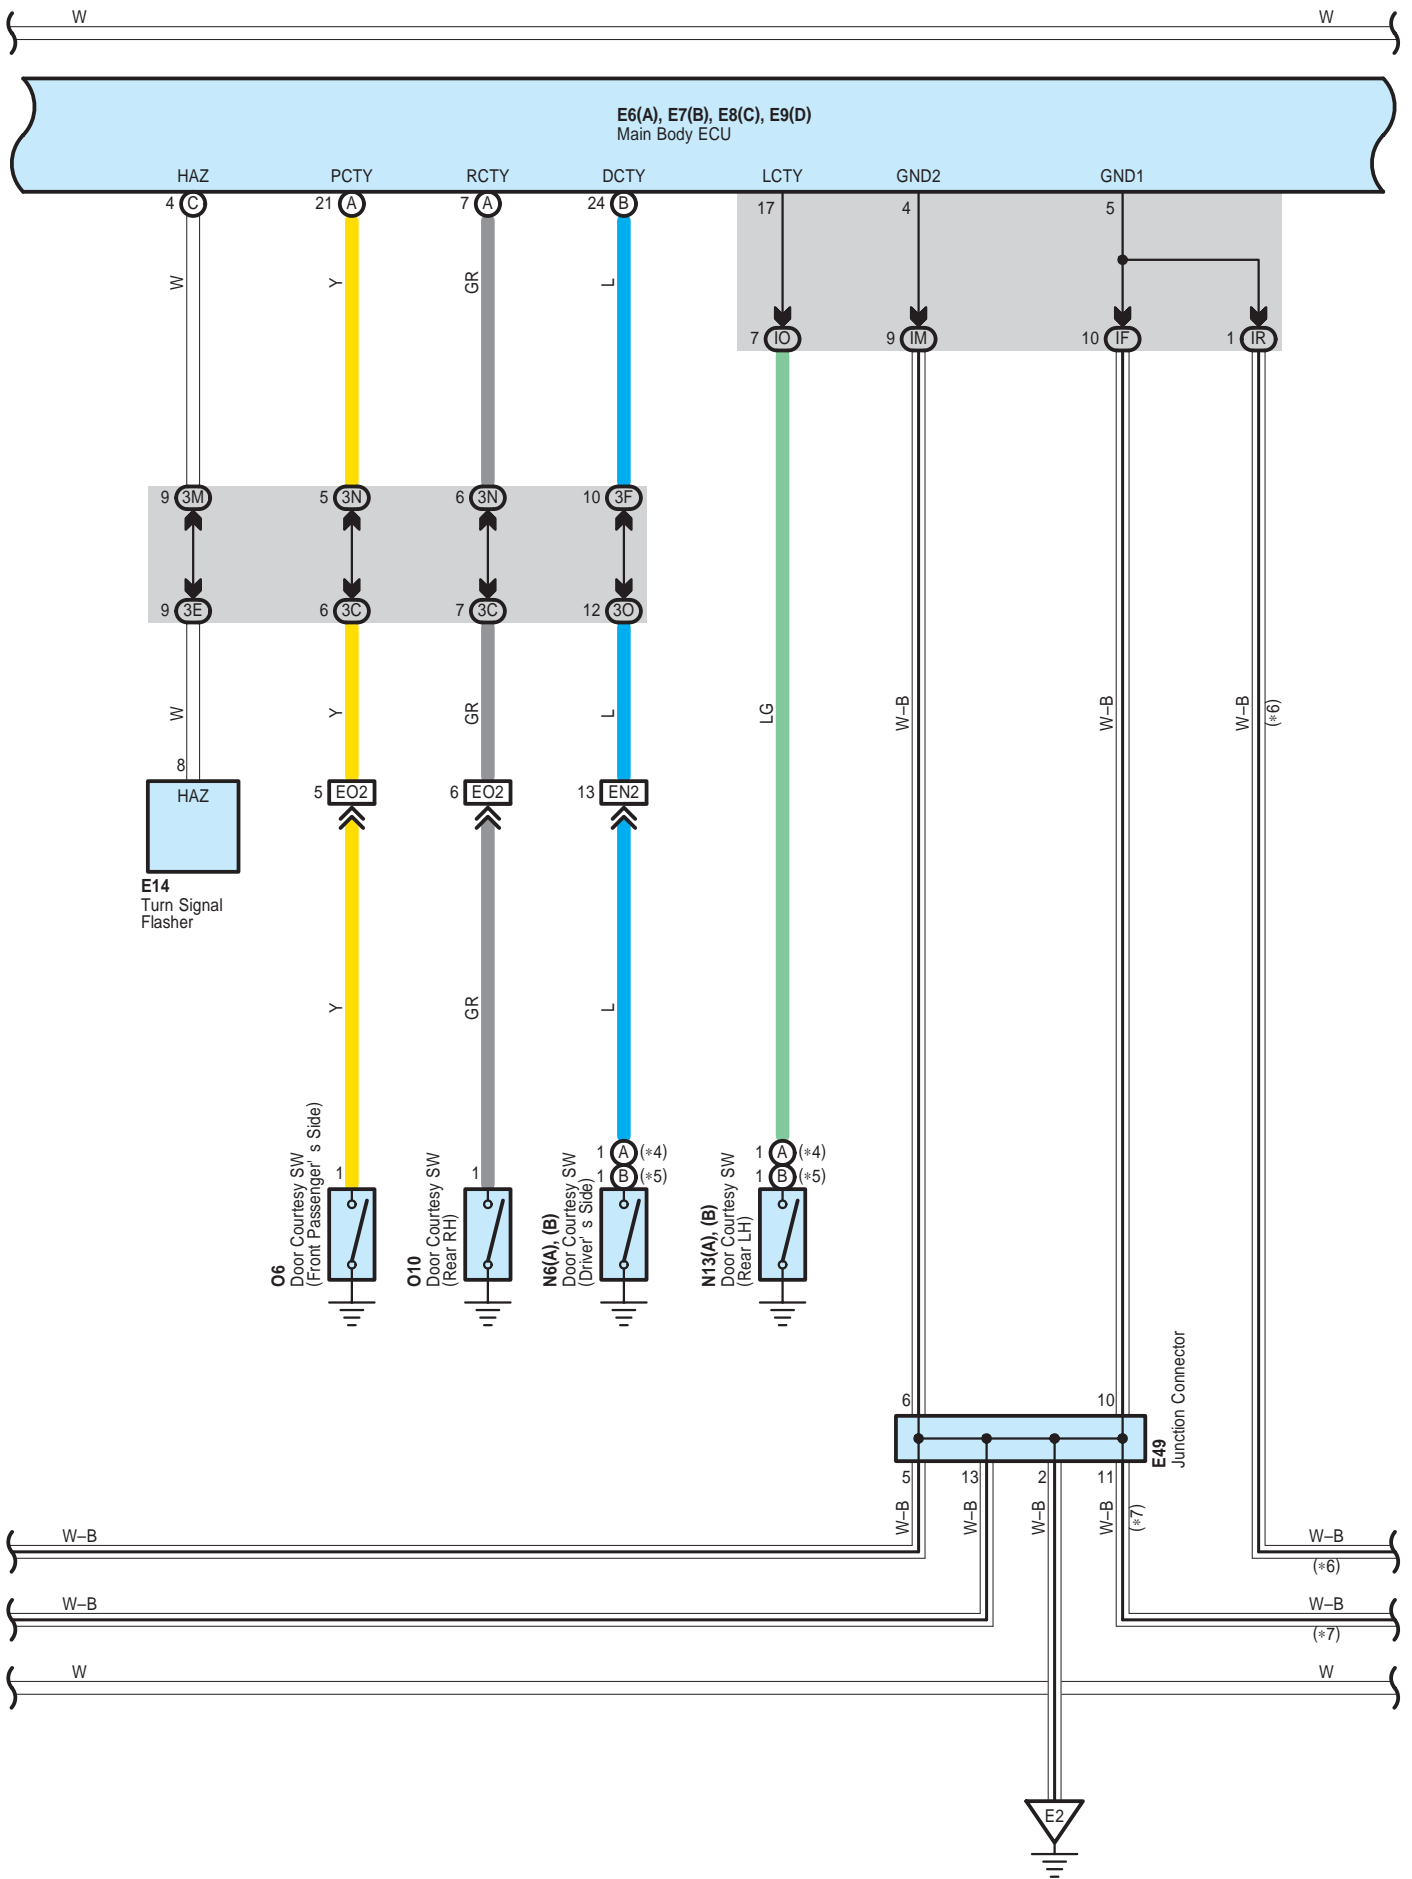 W W
E6(A), E7(B), E8(C), E9(D)
Main Body ECU
HAZ PCTY RCTY DCTY LCTY GND2 GND1
4 C 21 A 7 A 24 B 17 4 5
W Y GR L
7 IO 9 IM 10 IF 1 IR
9 3M 5 3N 6 3N 10 3F
9 3E 6 3C 7 3C 12 3O
W Y GR L LG W–B W–B W–B (*6)
8
HAZ 5 EO2 6 EO2 13 EN2
E14
Turn Signal
Flasher
Y GR L
1 A (*4) 1 A (*4)
1 1 1 B (*5) 1 B (*5)
O6
Door Courtesy SW
(Front Passenger' s Side)
O10
Door Courtesy SW
(Rear RH)
N6(A), (B)
Door Courtesy SW
(Driver' s Side)
N13(A), (B)
Door Courtesy SW
(Rear LH)
6 10
E49
Junction Connector
5 13 2 11
W–B W–B W–B W–B (*7)
W–B W–B
(*6)
W–B W–B
(*7)
W W
E2